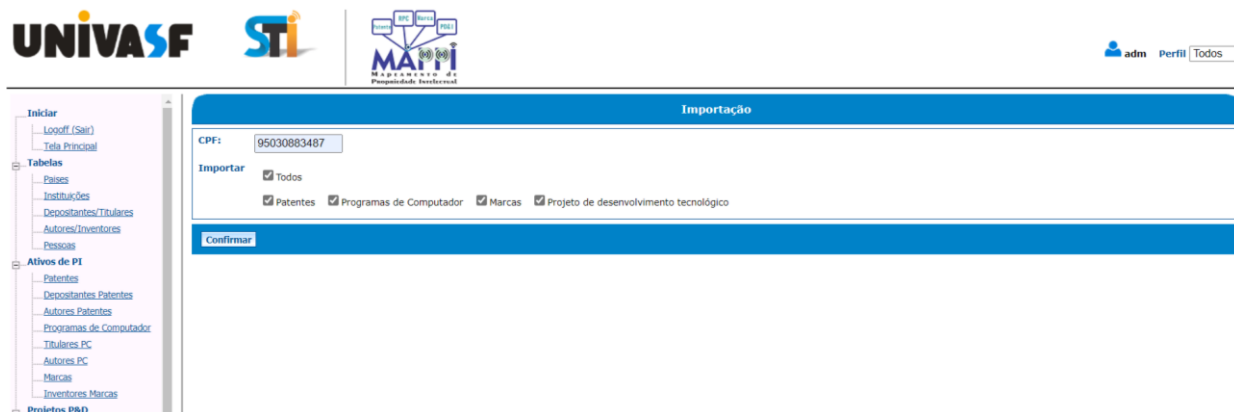 UNIVASF STI
Patente RPC Marca
MAPPI
Mapeamento de
Propriedade Intelectual
adm Perfil Todos
Importação
Iniciar
Logoff (Sair)
Tela Principal
Tabelas
Paises
Instituições
Depositantes/Titulares
Autores/Inventores
Pessoas
Ativos de PI
Patentes
Depositantes Patentes
Autores Patentes
Programas de Computador
Titulares PC
Autores PC
Marcas
Inventores Marcas
Projetos P&D
CPF: 95030883487
Importar
Todos
Patentes Programas de Computador Marcas Projeto de desenvolvimento tecnológico
Confirmar